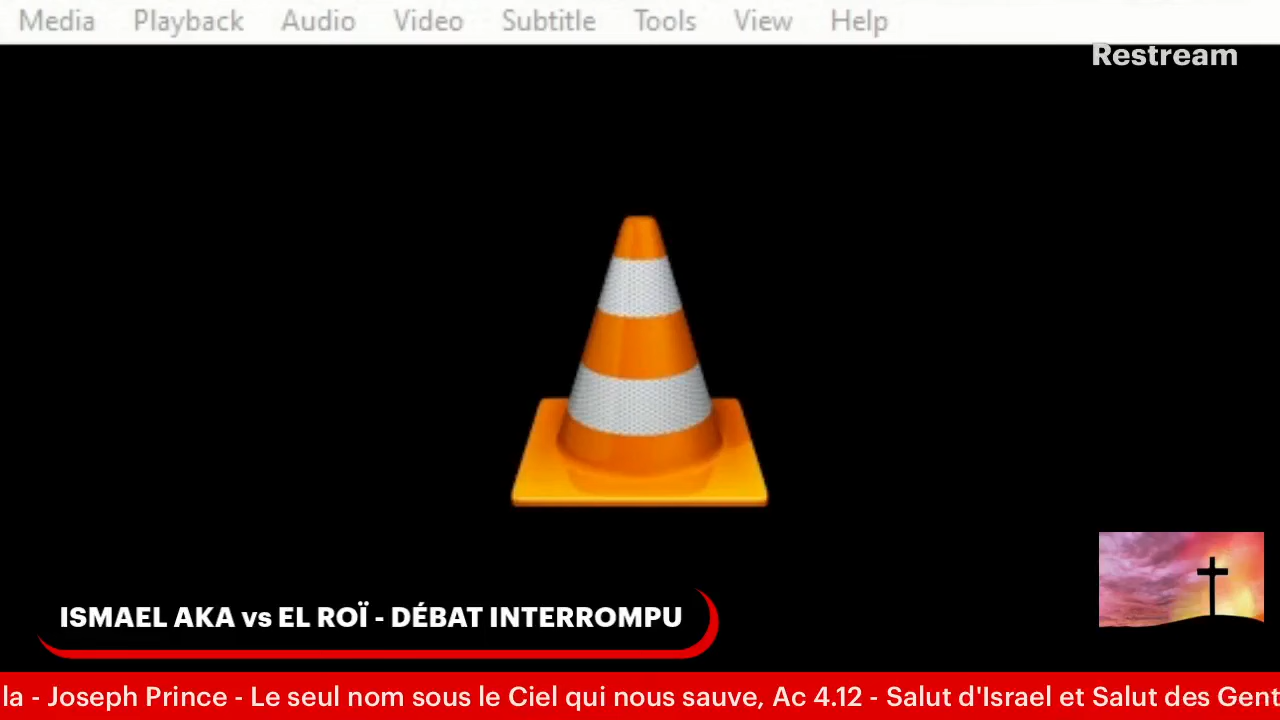 Media Playback Audio Video Subtitle Tools View Help
Restream
ISMAEL AKA vs EL ROÏ - DÉBAT INTERROMPU
la - Joseph Prince - Le seul nom sous le Ciel qui nous sauve, Ac 4.12 - Salut d'Israel et Salut des Gent